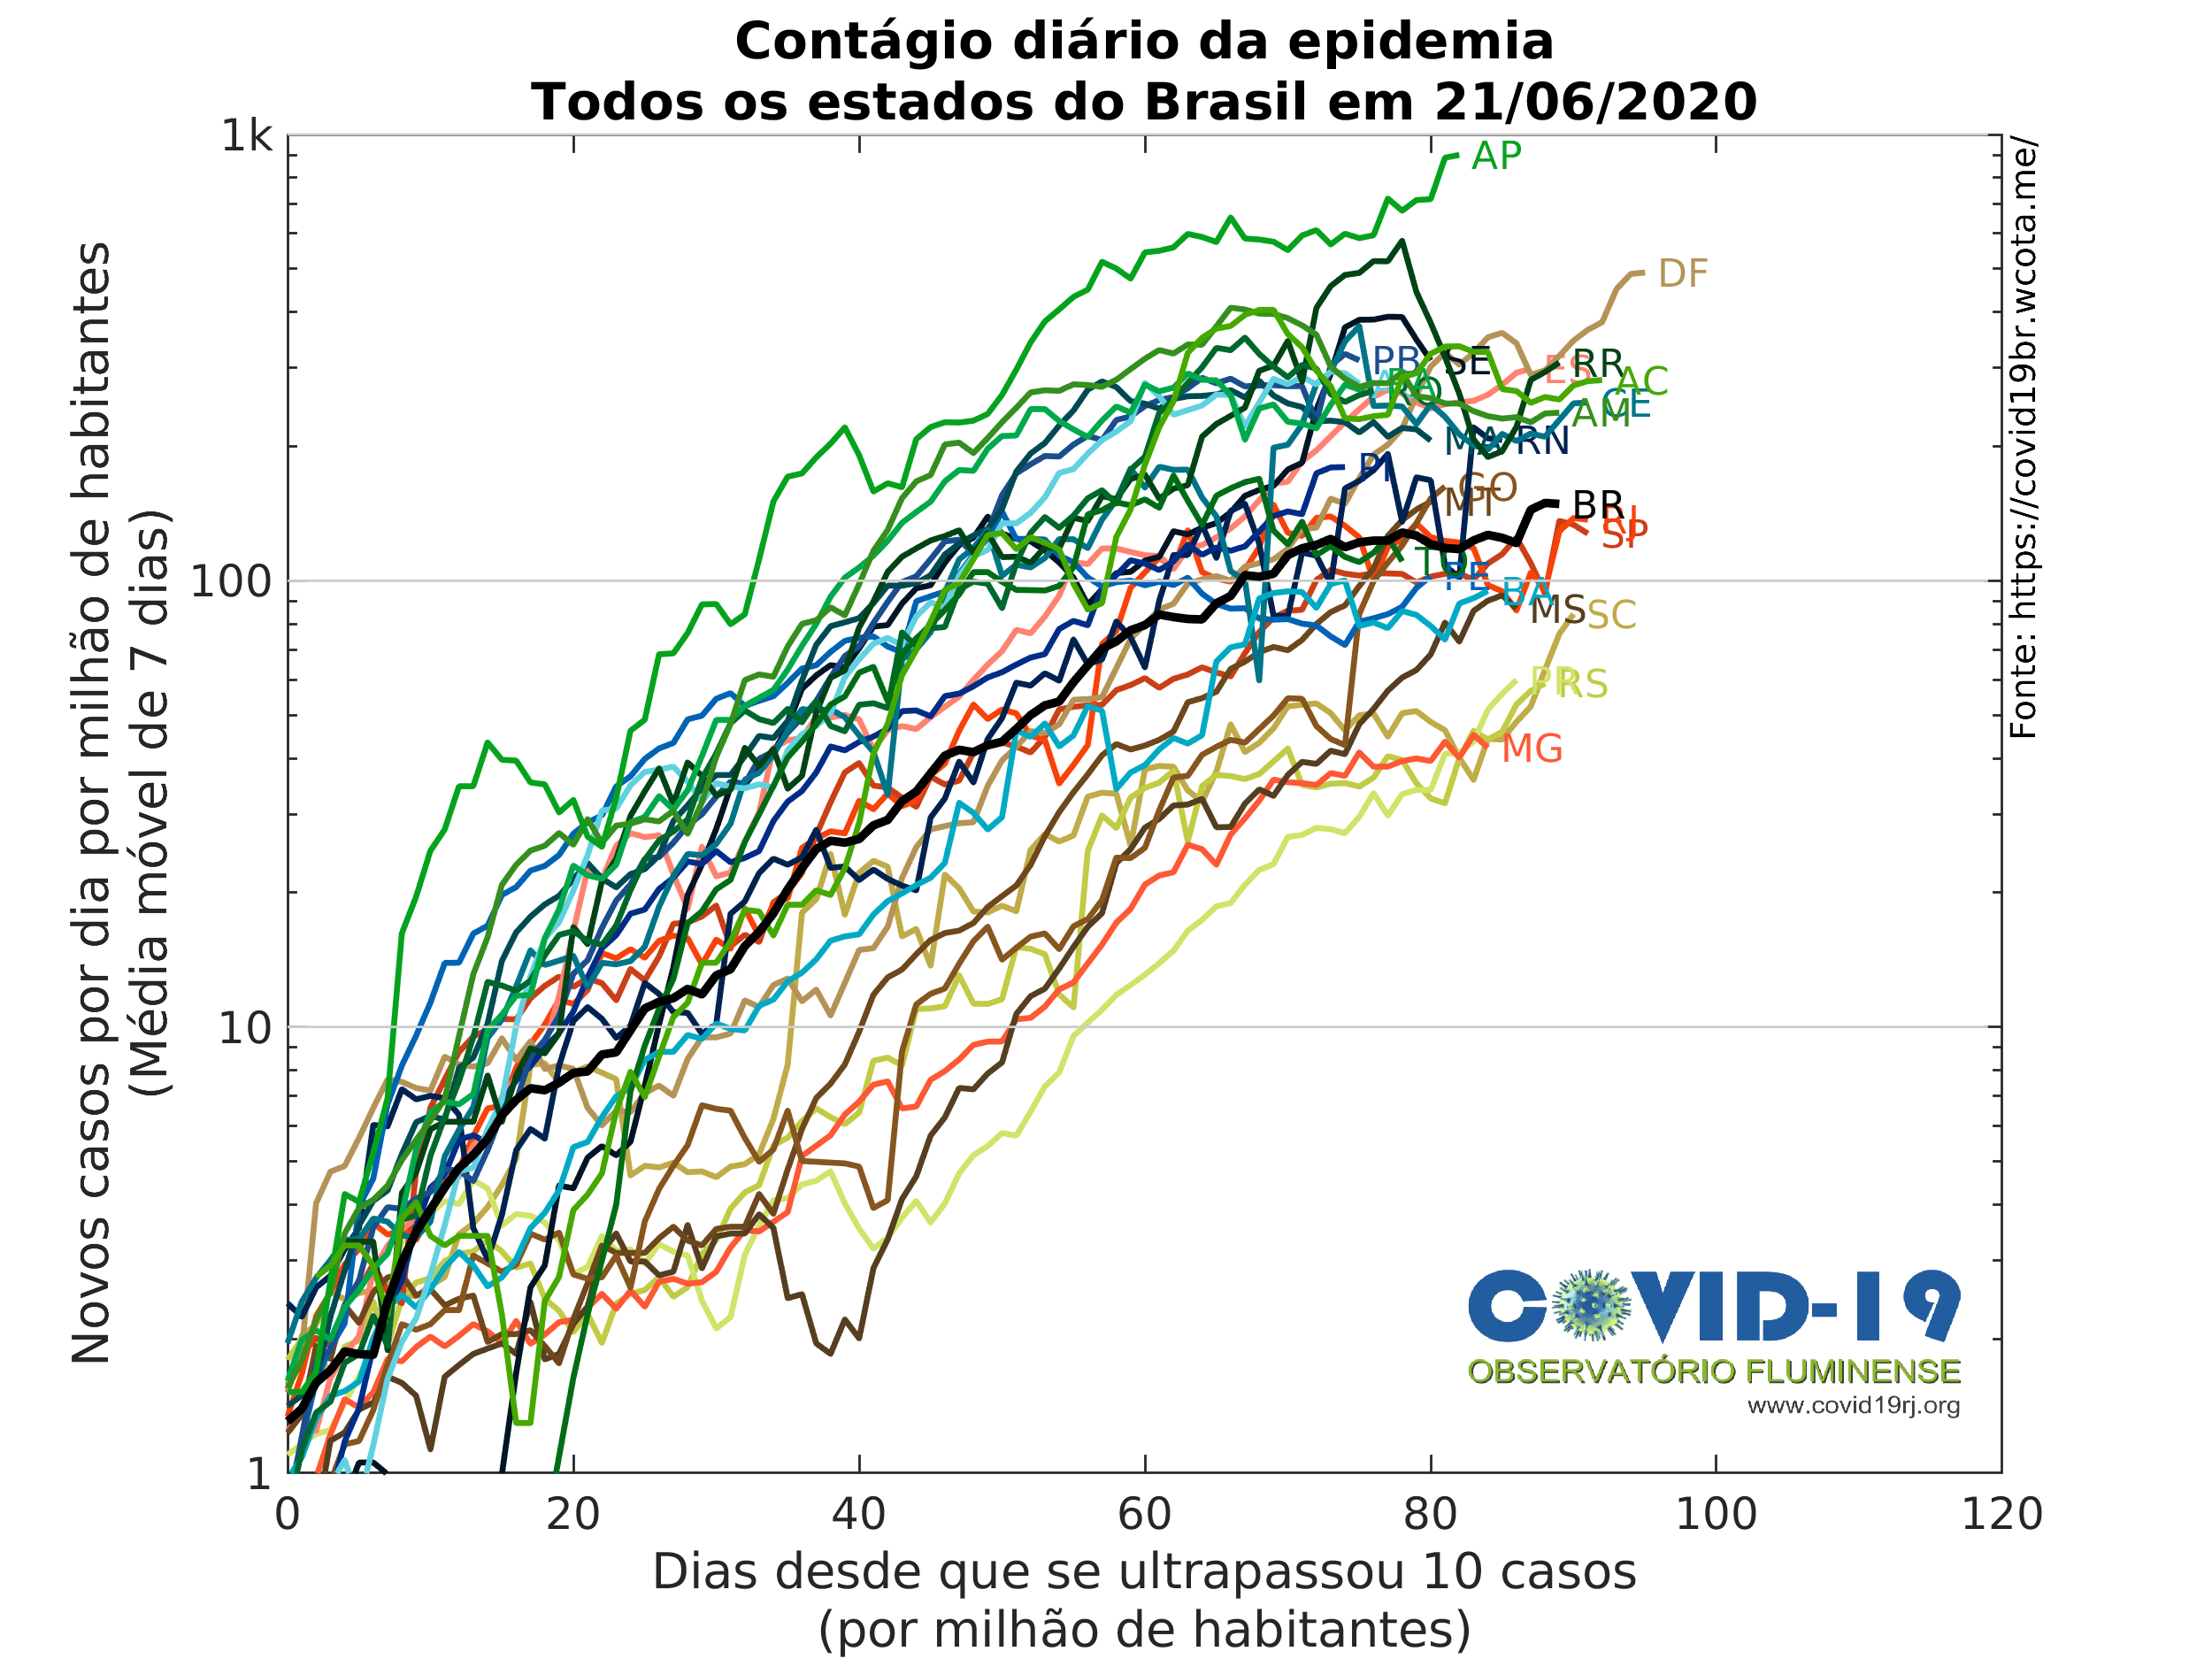 Contágio diário da epidemia
Todos os estados do Brasil em 21/06/2020
Novos casos por dia por milhão de habitantes
(Média móvel de 7 dias)
1k
100
10
1
AP
DF
PB
SE
ES
RR
AC
CE
AM
MA
RN
PI
GO
MT
BR
RJ
SP
PE
BA
MS
SC
PR
RS
MG
0 20 40 60 80 100 120
Dias desde que se ultrapassou 10 casos
(por milhão de habitantes)
Fonte: https://covid19br.wcota.me/
COVID-19
OBSERVATÓRIO FLUMINENSE
www.covid19rj.org